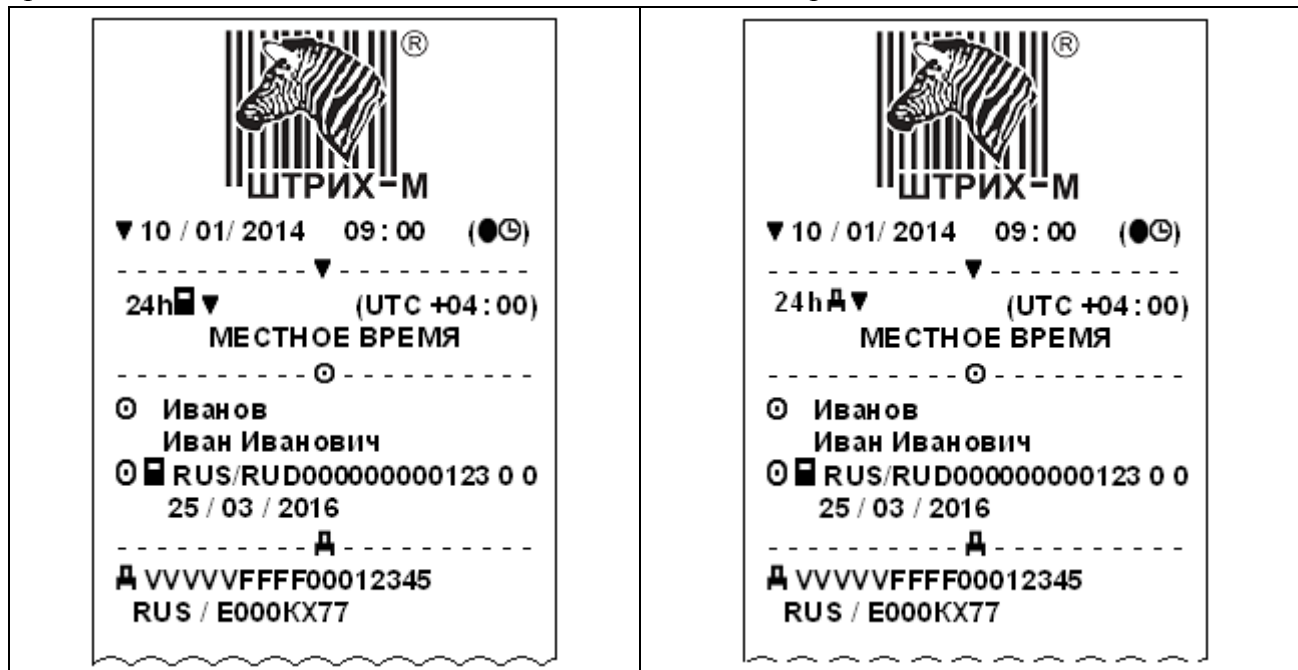 ®
ШТРИХ-М
▼10 / 01/ 2014 09:00 (●🕒)
▼
24h▼ (UTC +04:00)
МЕСТНОЕ ВРЕМЯ
⊙
⊙ Иванов
Иван Иванович
⊙ RUS/RUD000000000123 0 0
25 / 03 / 2016
VVVVVFFFF00012345
RUS / Е000КХ77
®
ШТРИХ-М
▼10 / 01/ 2014 09:00 (●🕒)
▼
24h▼ (UTC +04:00)
МЕСТНОЕ ВРЕМЯ
⊙
⊙ Иванов
Иван Иванович
⊙ RUS/RUD000000000123 0 0
25 / 03 / 2016
VVVVVFFFF00012345
RUS / Е000КХ77